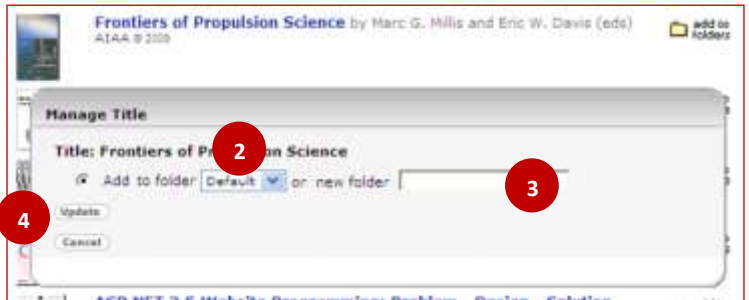 Frontiers of Propulsion Science by Marc G. Millis and Eric W. Davis (eds)
AIAA © 2009
add to folders
Manage Title
Title: Frontiers of Pr 2 on Science
Add to folder Default or new folder 3
4 Update
Cancel
ASP.NET 3.5 Website Programming: Problem - Design - Solution